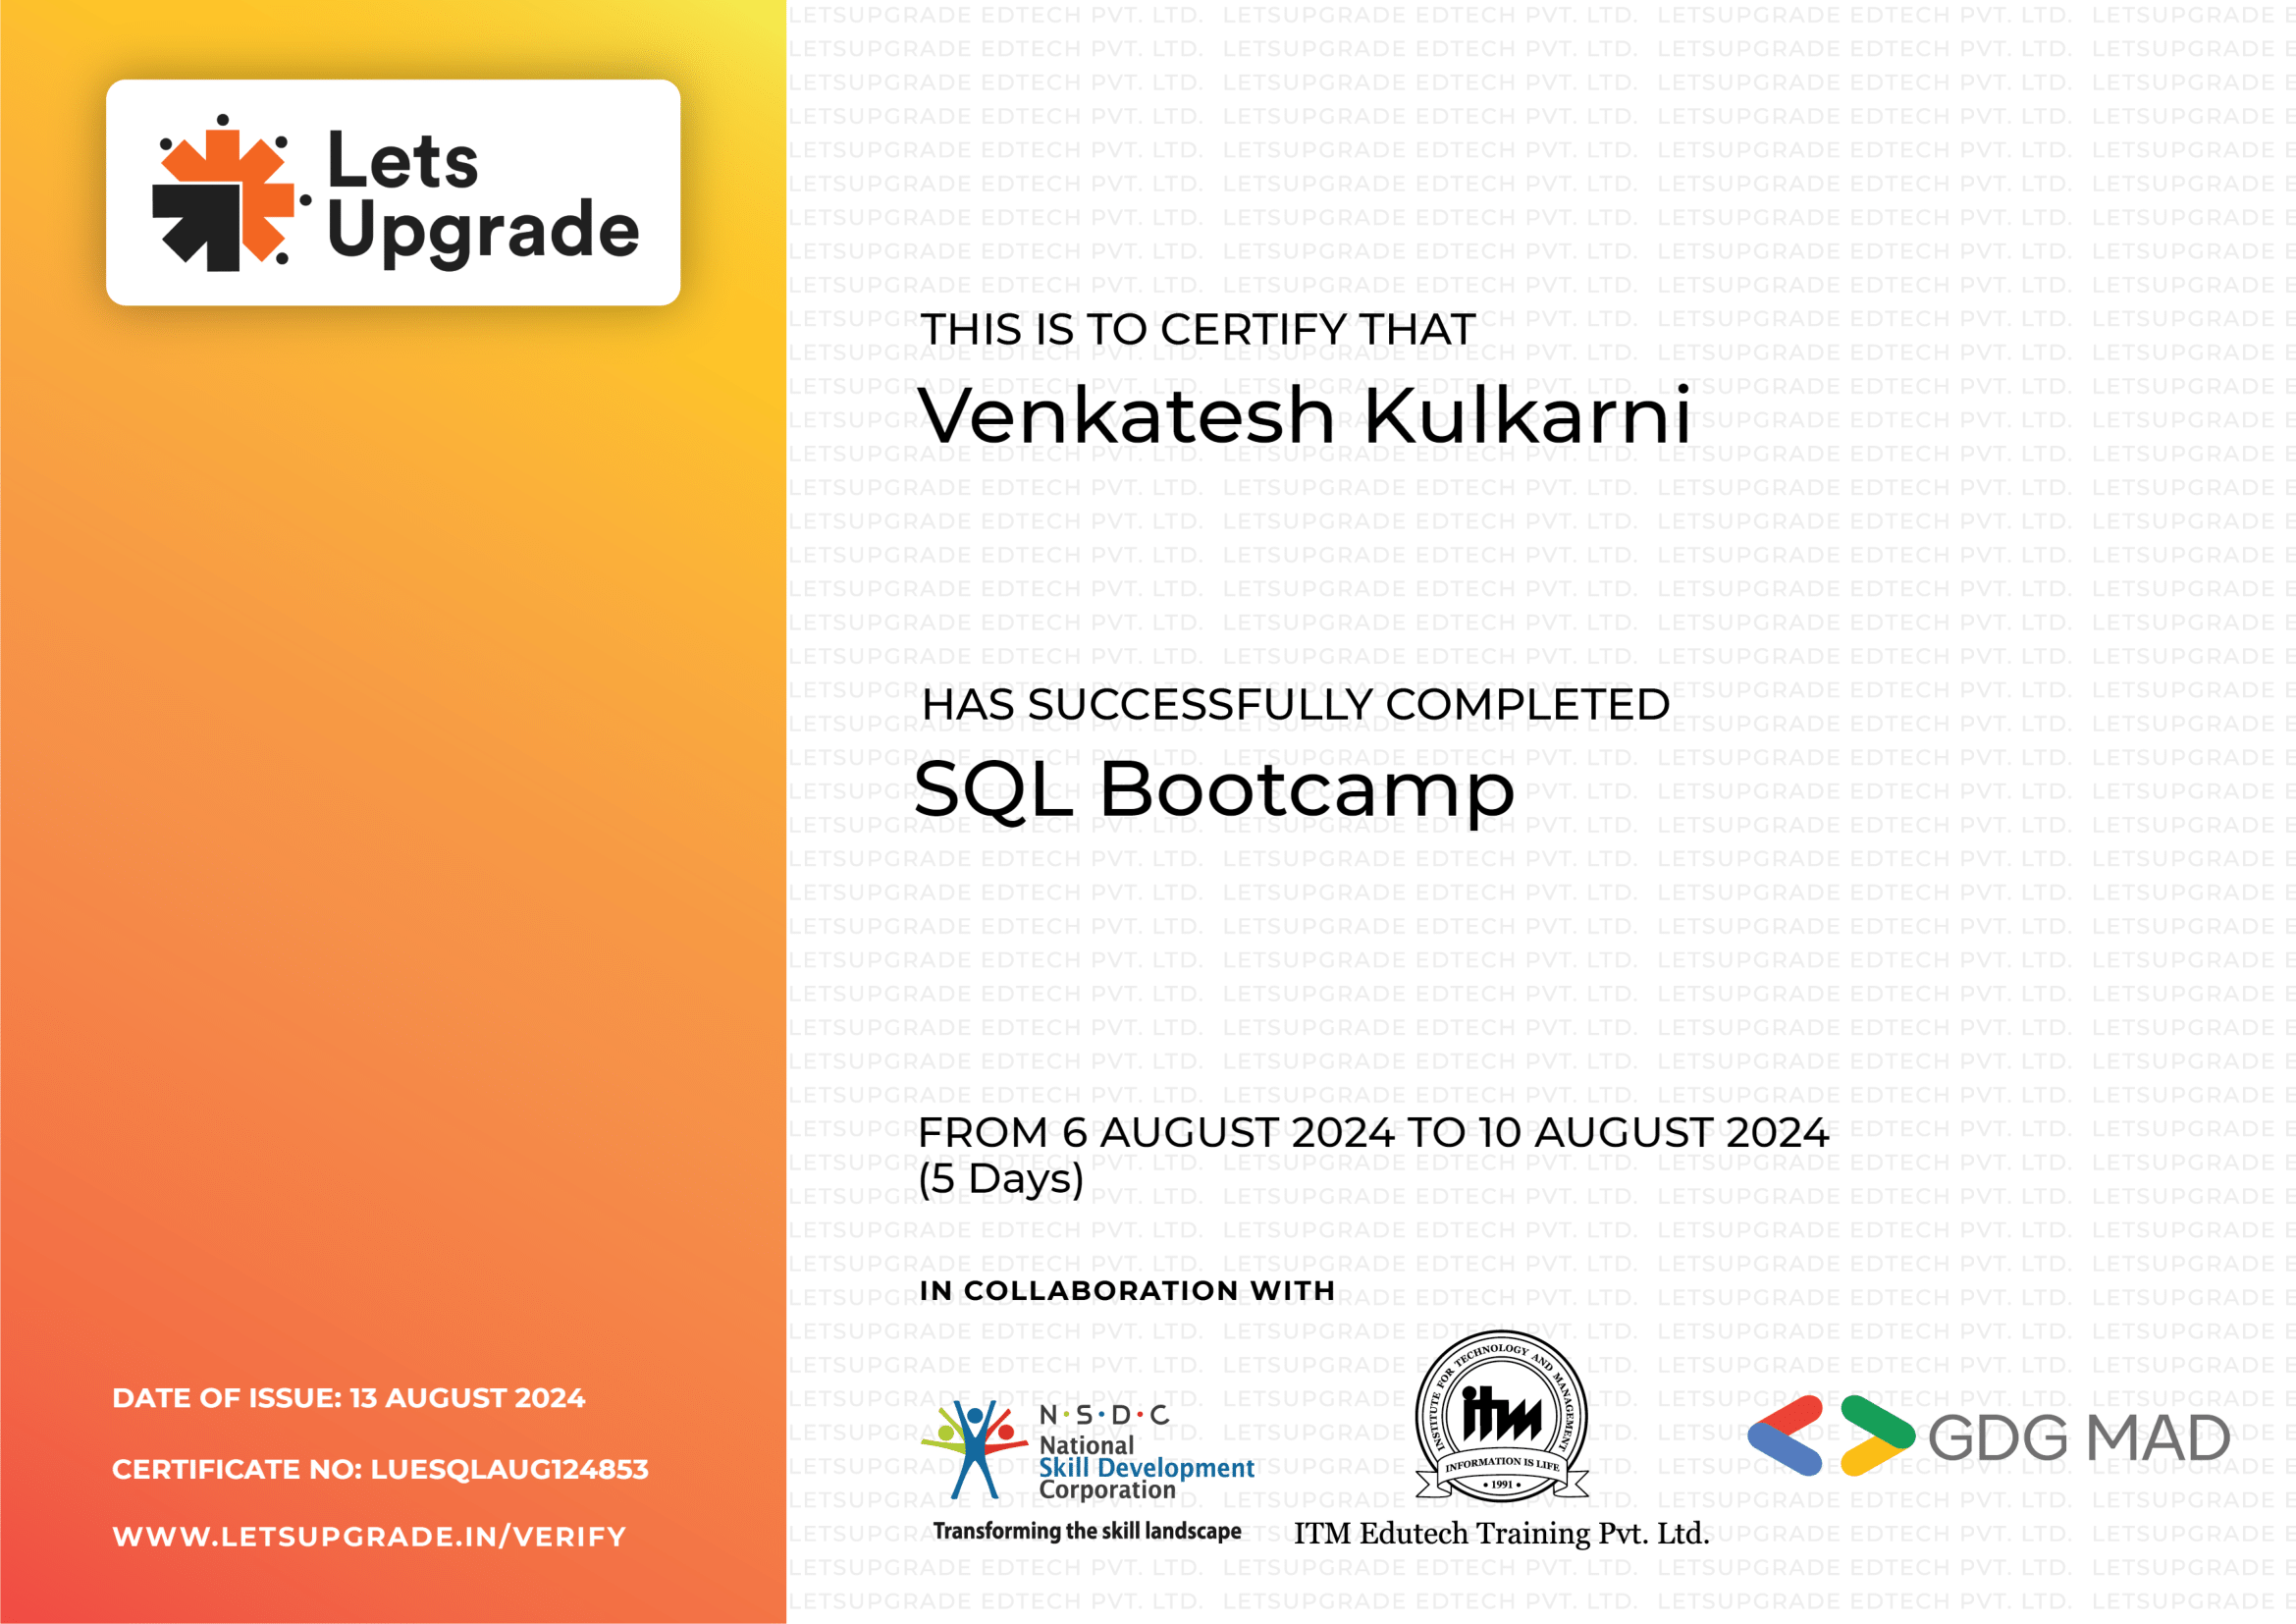 Lets
Upgrade
THIS IS TO CERTIFY THAT
Venkatesh Kulkarni
HAS SUCCESSFULLY COMPLETED
SQL Bootcamp
FROM 6 AUGUST 2024 TO 10 AUGUST 2024
(5 Days)
IN COLLABORATION WITH
N·S·D·C
National
Skill Development
Corporation
Transforming the skill landscape
INSTITUTE FOR TECHNOLOGY AND MANAGEMENT
itm
INFORMATION IS LIFE
• 1991 •
ITM Edutech Training Pvt. Ltd.
GDG MAD
DATE OF ISSUE: 13 AUGUST 2024
CERTIFICATE NO: LUESQLAUG124853
WWW.LETSUPGRADE.IN/VERIFY
LETSUPGRADE EDTECH PVT. LTD.